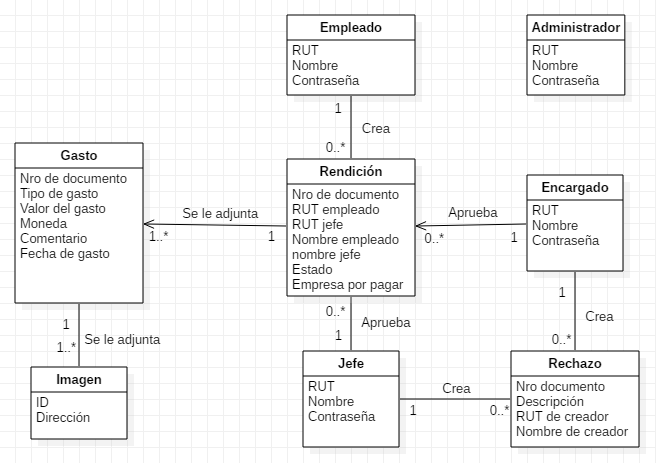 Empleado
RUT
Nombre
Contraseña
Administrador
RUT
Nombre
Contraseña
1
Crea
0..*
Gasto
Nro de documento
Tipo de gasto
Valor del gasto
Moneda
Comentario
Fecha de gasto
Se le adjunta
1..*
1
Rendición
Nro de documento
RUT empleado
RUT jefe
Nombre empleado
nombre jefe
Estado
Empresa por pagar
Aprueba
0..*
1
Encargado
RUT
Nombre
Contraseña
1
Se le adjunta
1..*
0..*
Aprueba
1
1
Crea
0..*
Imagen
ID
Dirección
Jefe
RUT
Nombre
Contraseña
Crea
1
0..*
Rechazo
Nro documento
Descripción
RUT de creador
Nombre de creador